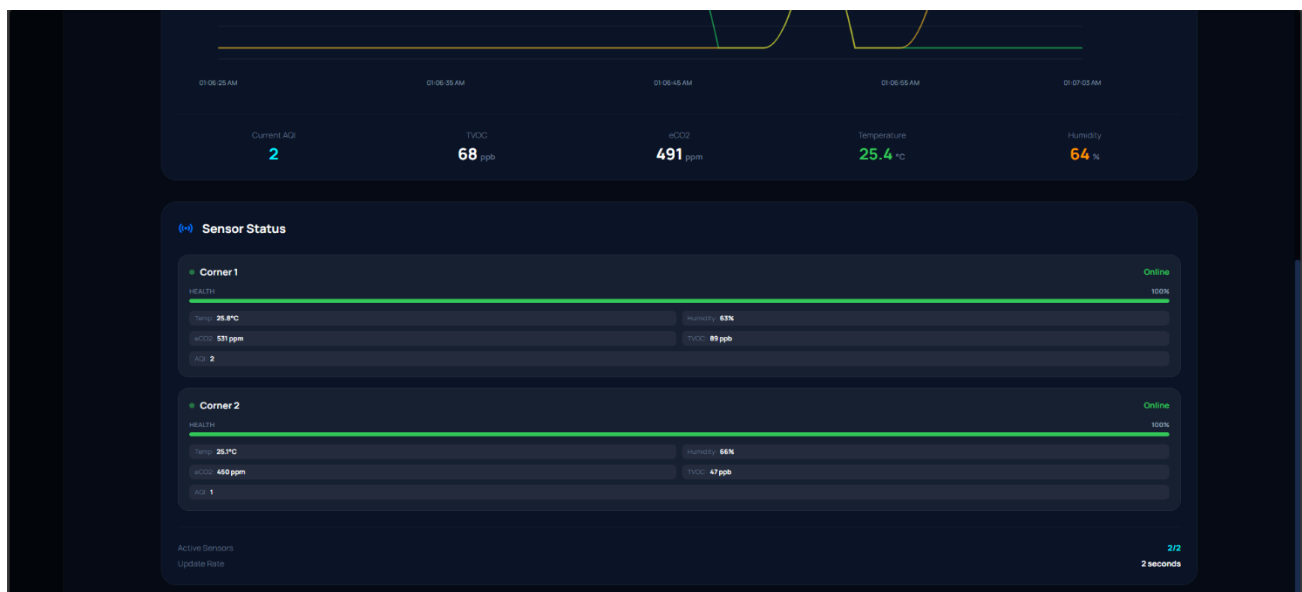 01:06:25 AM 01:06:35 AM 01:06:45 AM 01:06:55 AM 01:07:03 AM
Current AQI TVOC eCO2 Temperature Humidity
2 68 ppb 491 ppm 25.4 °C 64 %
Sensor Status
Corner 1 Online
HEALTH 100%
Temp: 25.8°C Humidity: 63%
eCO2: 531 ppm TVOC: 89 ppb
AQI: 2
Corner 2 Online
HEALTH 100%
Temp: 25.1°C Humidity: 66%
eCO2: 450 ppm TVOC: 47 ppb
AQI: 1
Active Sensors 2/2
Update Rate 2 seconds